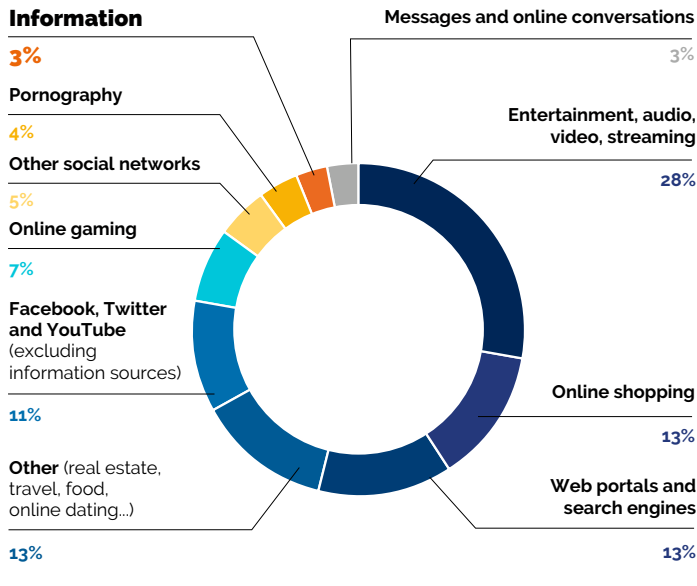 Information
3%
Pornography
4%
Other social networks
5%
Online gaming
7%
Facebook, Twitter
and YouTube
(excluding
information sources)
11%
Other (real estate,
travel, food,
online dating...)
13%
Messages and online conversations
3%
Entertainment, audio,
video, streaming
28%
Online shopping
13%
Web portals and
search engines
13%